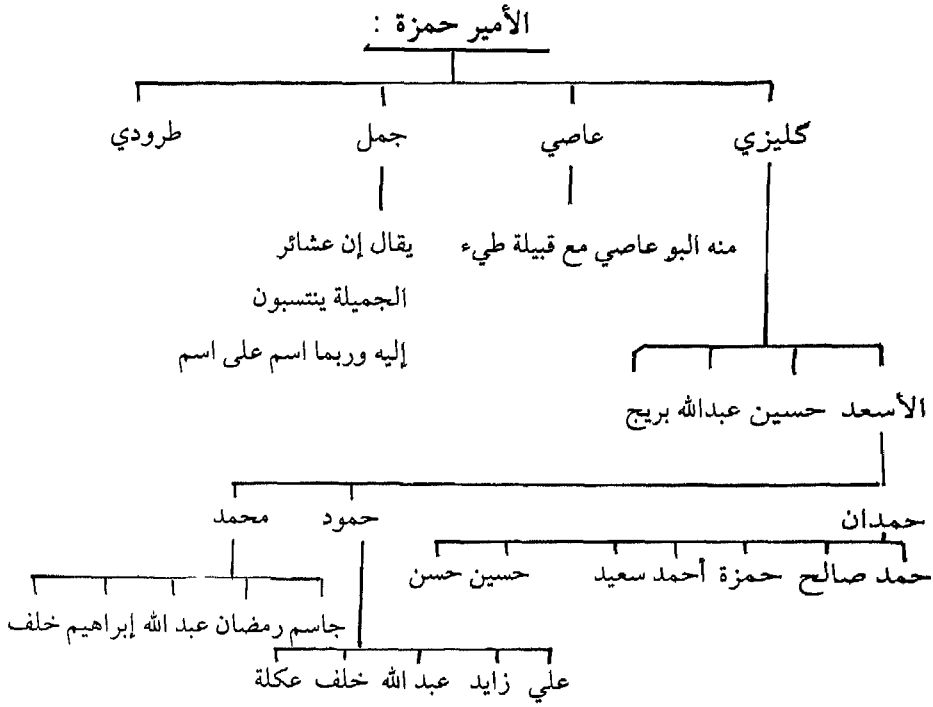 الأمير حمزة :
گليزي عاصي جمل طرودي
منه البو عاصي مع قبيلة طيء
يقال إن عشائر
الجميلة ينتسبون
إليه وربما اسم على اسم
الأسعد حسين عبدالله بريج
حمدان حمود محمد
حمد صالح حمزة أحمد سعيد حسين حسن
جاسم رمضان عبد الله إبراهيم خلف
علي زايد عبد الله خلف عكلة